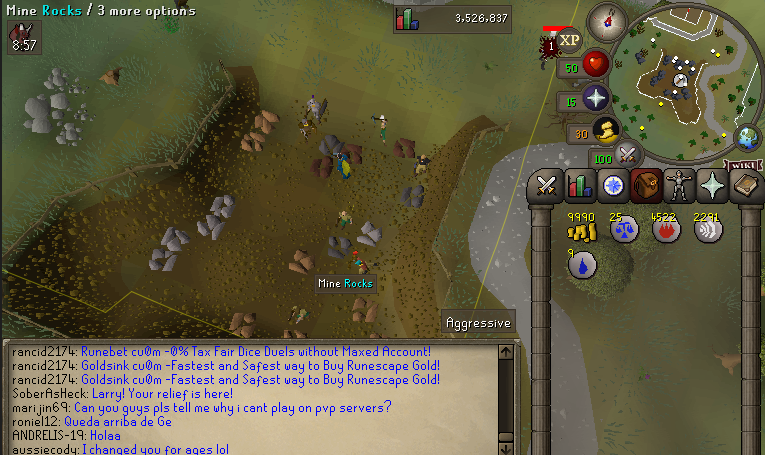 Mine Rocks / 3 more options
3,526,837
8:57
1
XP
50
15
30
100
WIKI
9990
25
4522
2291
9
Mine Rocks
Aggressive
rancid2174: Runebet cu0m -0% Tax Fair Dice Duels without Maxed Account!
rancid2174: Goldsink cu0m -Fastest and Safest way to Buy Runescape Gold!
rancid2174: Goldsink cu0m -Fastest and Safest way to Buy Runescape Gold!
SoberAsHeck: Larry! Your relief is here!
marijin69: Can you guys pls tell me why i cant play on pvp servers?
roniel12: Queda arriba de Ge
ANDRELIS-19: Holaa
aussiecody: I changed you for ages lol